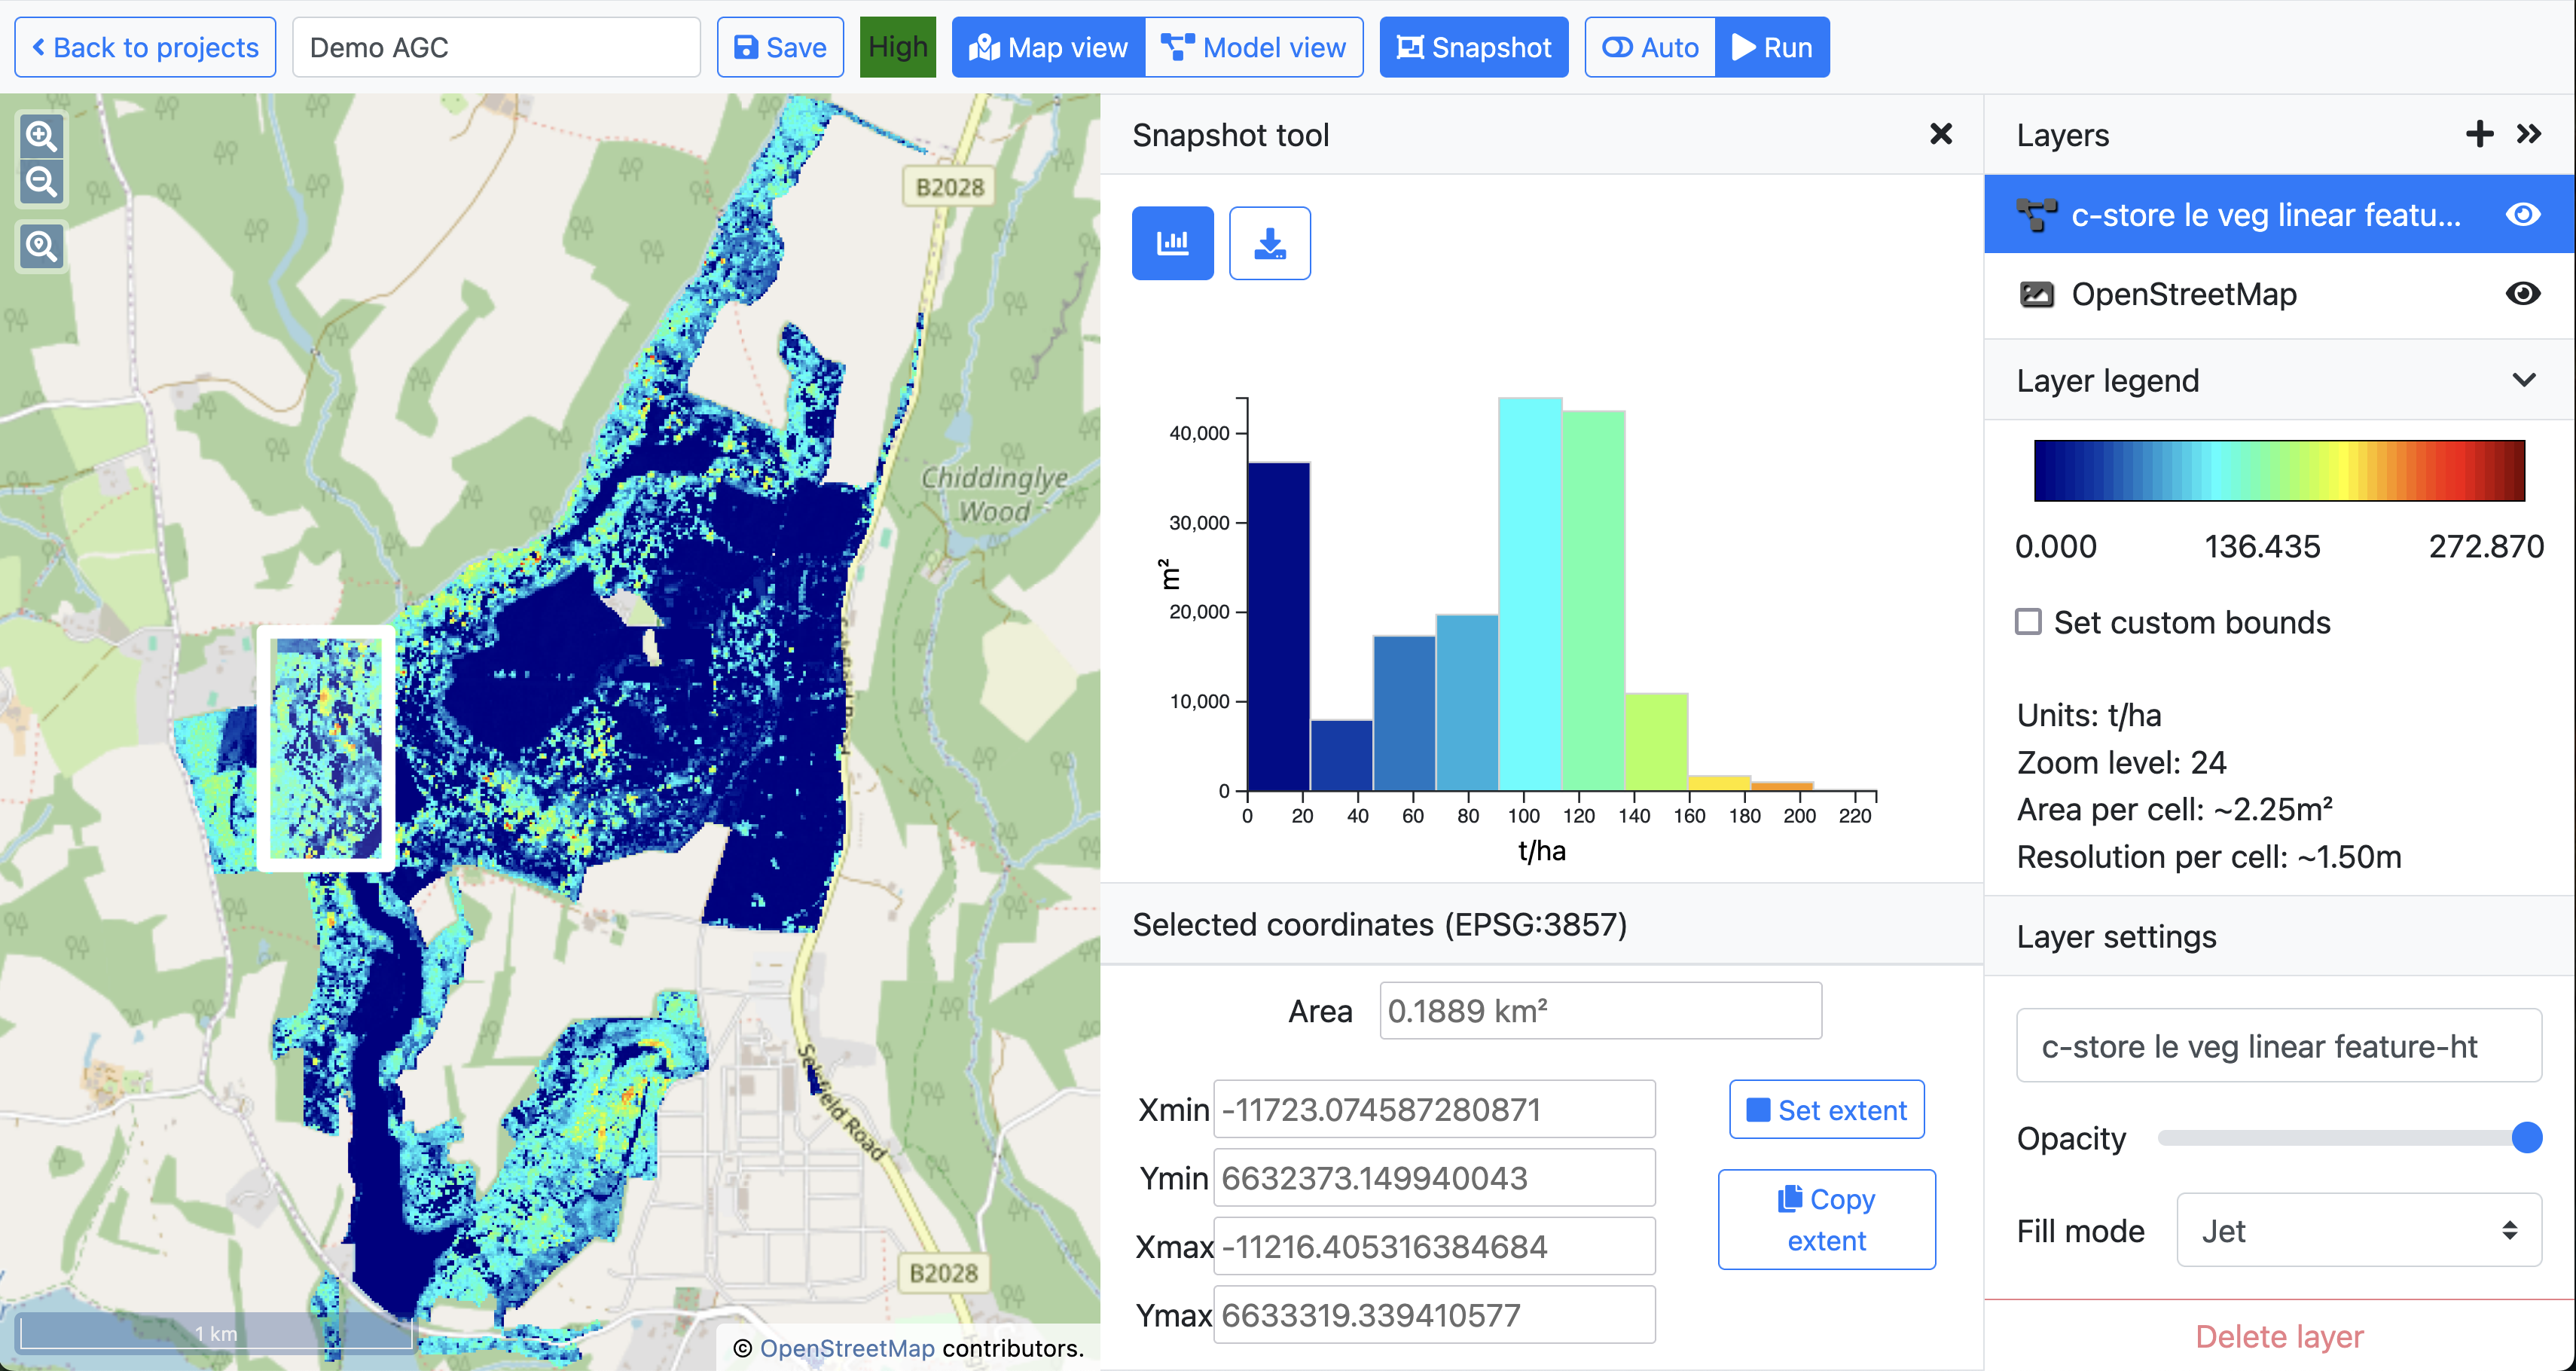 Back to projects
Demo AGC
Save
High
Map view
Model view
Snapshot
Auto
Run
B2028
Chiddinglye
Wood
Selsfield Road
B2028
1 km
© OpenStreetMap contributors.
Snapshot tool
40,000
30,000
20,000
10,000
0
m²
0 20 40 60 80 100 120 140 160 180 200 220
t/ha
Selected coordinates (EPSG:3857)
Area 0.1889 km²
Xmin -11723.074587280871
Ymin 6632373.149940043
Xmax -11216.405316384684
Ymax 6633319.339410577
Set extent
Copy
extent
Layers
c-store le veg linear featu...
OpenStreetMap
Layer legend
0.000 136.435 272.870
Set custom bounds
Units: t/ha
Zoom level: 24
Area per cell: ~2.25m²
Resolution per cell: ~1.50m
Layer settings
c-store le veg linear feature-ht
Opacity
Fill mode Jet
Delete layer